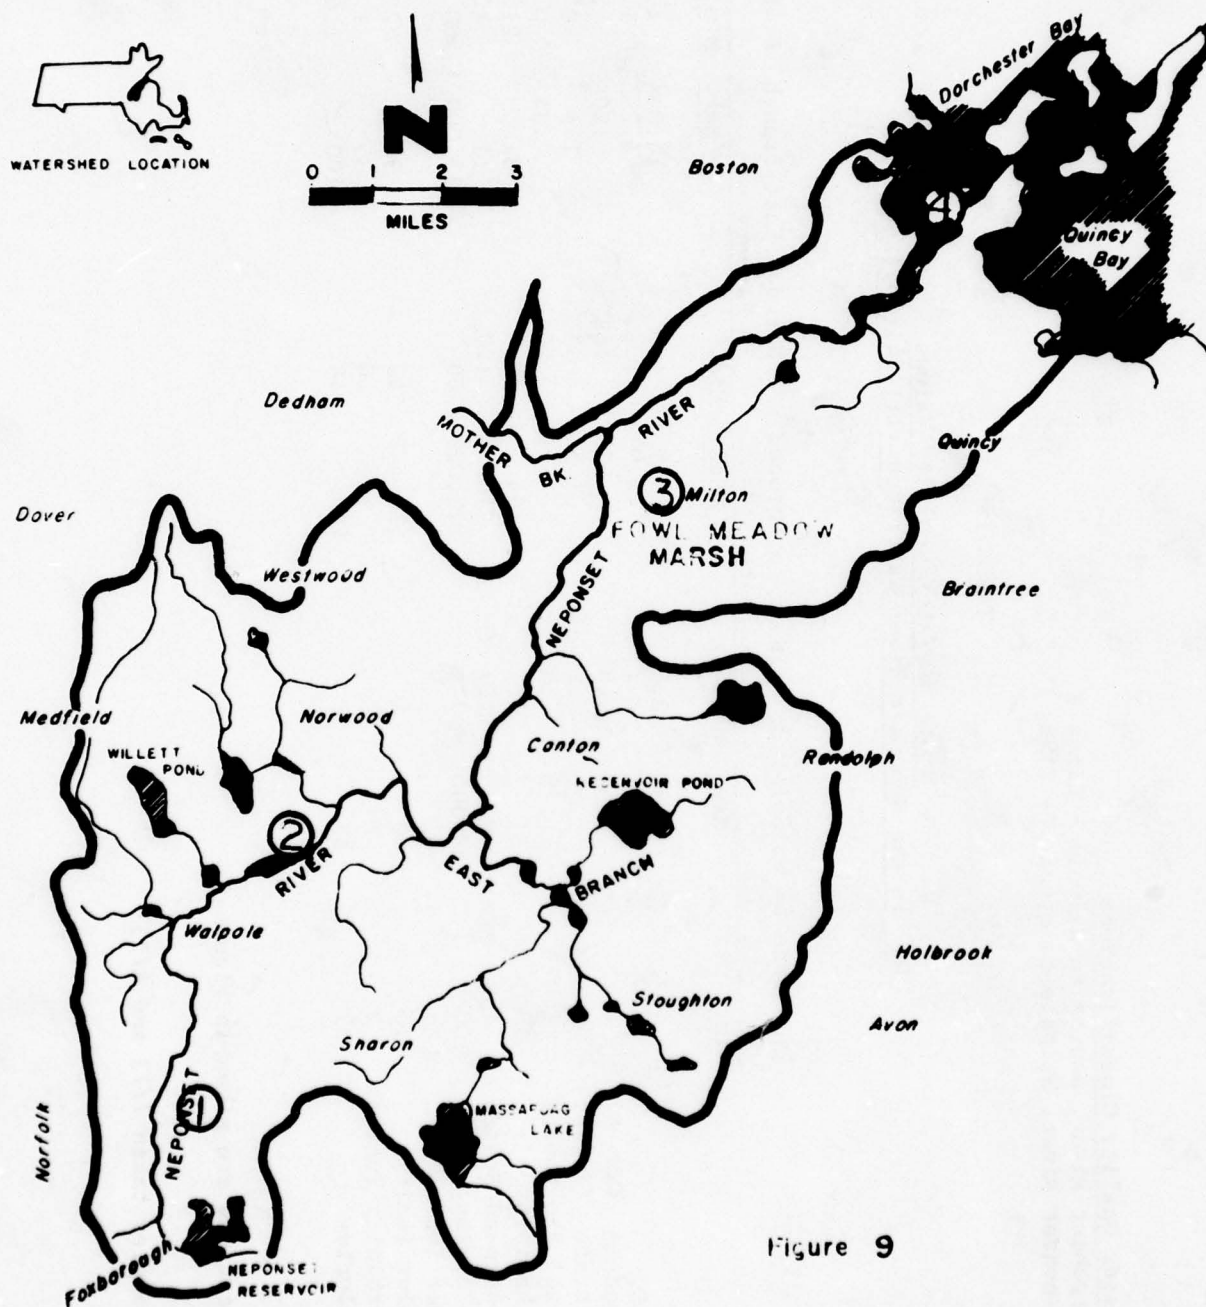 Dorchester Bay
WATERSHED LOCATION
N
0 1 2 3
MILES
Boston
4
Quincy
Bay
Dedham
MOTHER
BK.
RIVER
Quincy
3
Milton
FOWL MEADOW
MARSH
Dover
Westwood
NEPONSET
Braintree
Medfield
Norwood
Canton
Randolph
WILLETT
POND
RESERVOIR POND
2
RIVER
EAST
BRANCH
Walpole
Holbrook
Stoughton
Avon
Sharon
1
NEPONSET
Norfolk
MASSAPOAG
LAKE
Foxborough
NEPONSET
RESERVOIR
Figure 9